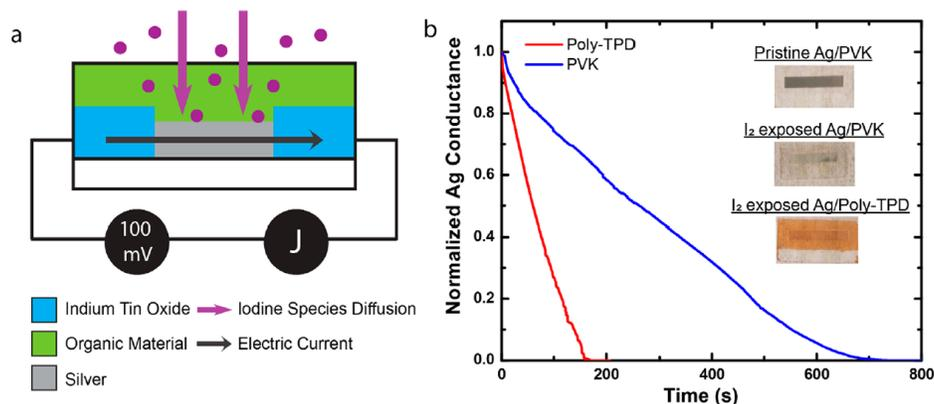 a
100
mV
J
Indium Tin Oxide
Iodine Species Diffusion
Organic Material
Electric Current
Silver
b
Normalized Ag Conductance
1.0
0.8
0.6
0.4
0.2
0.0
0
200
400
600
800
Time (s)
Poly-TPD
PVK
Pristine Ag/PVK
I₂ exposed Ag/PVK
I₂ exposed Ag/Poly-TPD